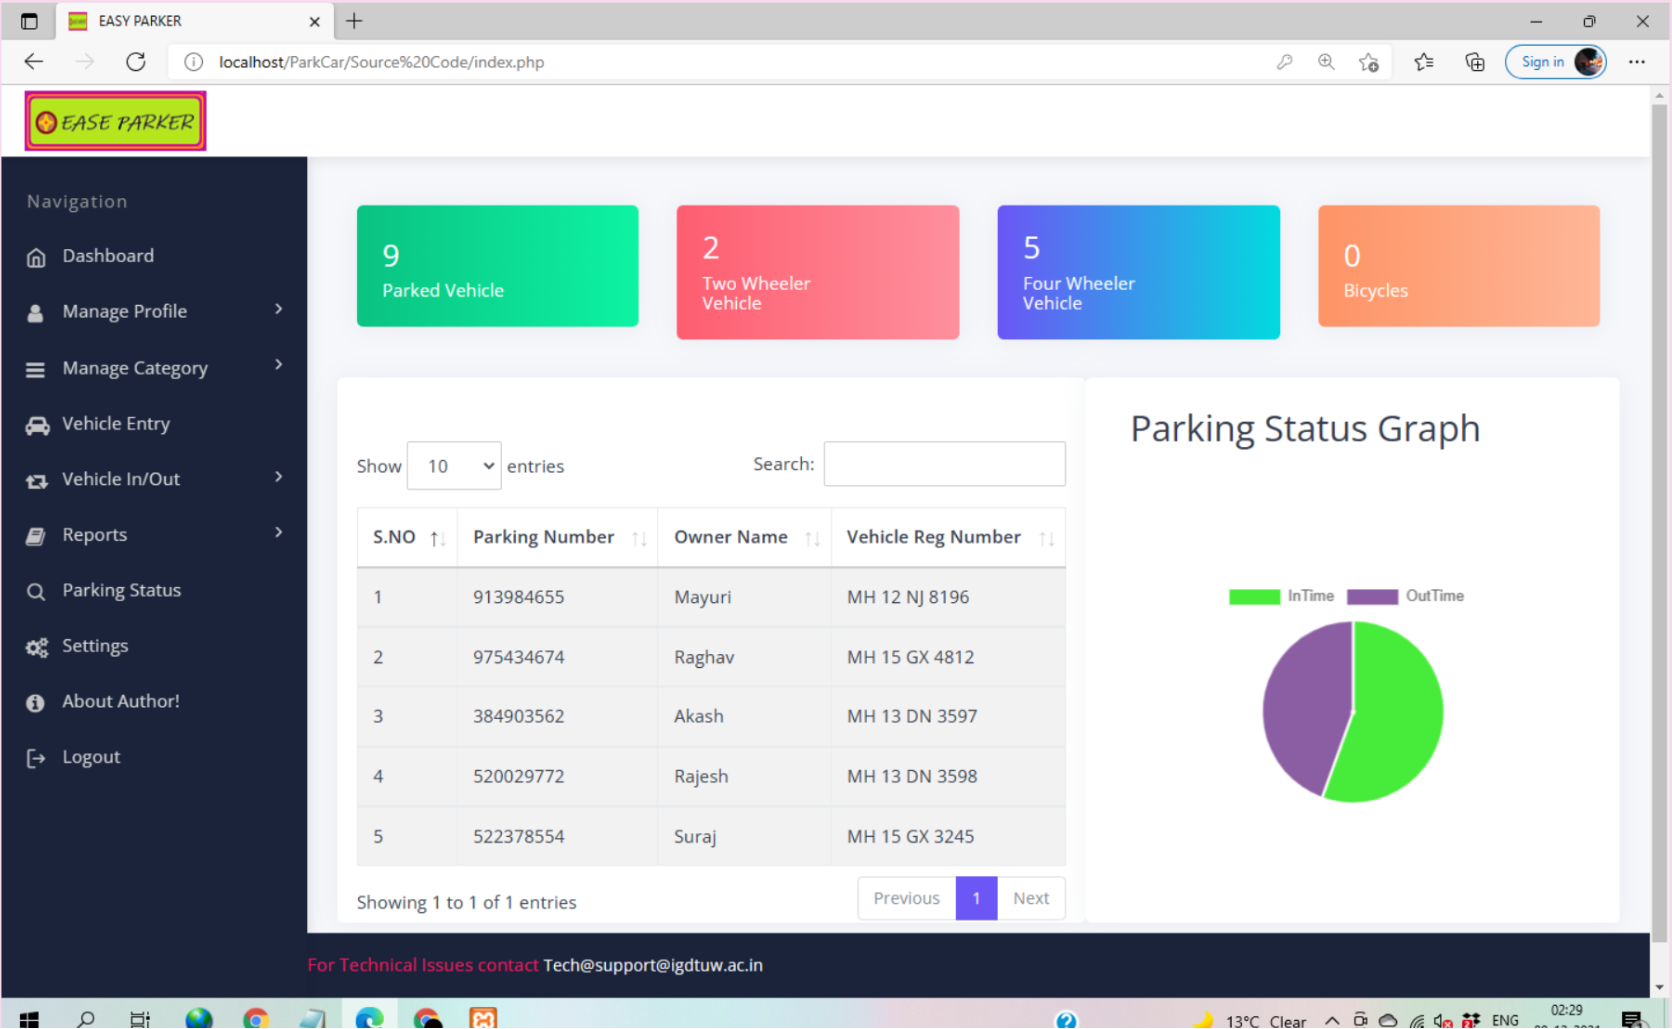 EASY PARKER
localhost/ParkCar/Source%20Code/index.php
Sign in
EASE PARKER
Navigation
Dashboard
Manage Profile
Manage Category
Vehicle Entry
Vehicle In/Out
Reports
Parking Status
Settings
About Author!
Logout
9
Parked Vehicle
2
Two Wheeler
Vehicle
5
Four Wheeler
Vehicle
0
Bicycles
Show 10 entries
Search:
S.NO Parking Number Owner Name Vehicle Reg Number
1 913984655 Mayuri MH 12 NJ 8196
2 975434674 Raghav MH 15 GX 4812
3 384903562 Akash MH 13 DN 3597
4 520029772 Rajesh MH 13 DN 3598
5 522378554 Suraj MH 15 GX 3245
Showing 1 to 1 of 1 entries
Previous 1 Next
Parking Status Graph
InTime OutTime
For Technical Issues contact Tech@support@igdtuw.ac.in
13°C Clear
ENG
02:29